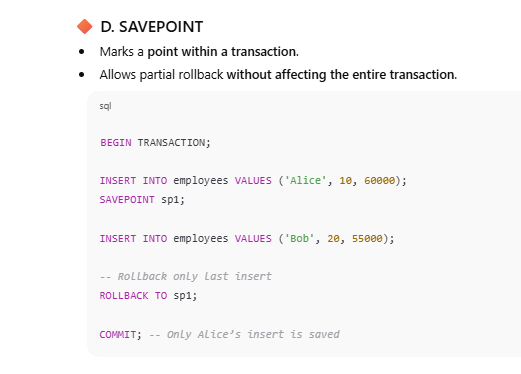 D. SAVEPOINT
Marks a point within a transaction.
Allows partial rollback without affecting the entire transaction.
sql
BEGIN TRANSACTION;
INSERT INTO employees VALUES ('Alice', 10, 60000);
SAVEPOINT sp1;
INSERT INTO employees VALUES ('Bob', 20, 55000);
-- Rollback only last insert
ROLLBACK TO sp1;
COMMIT; -- Only Alice’s insert is saved